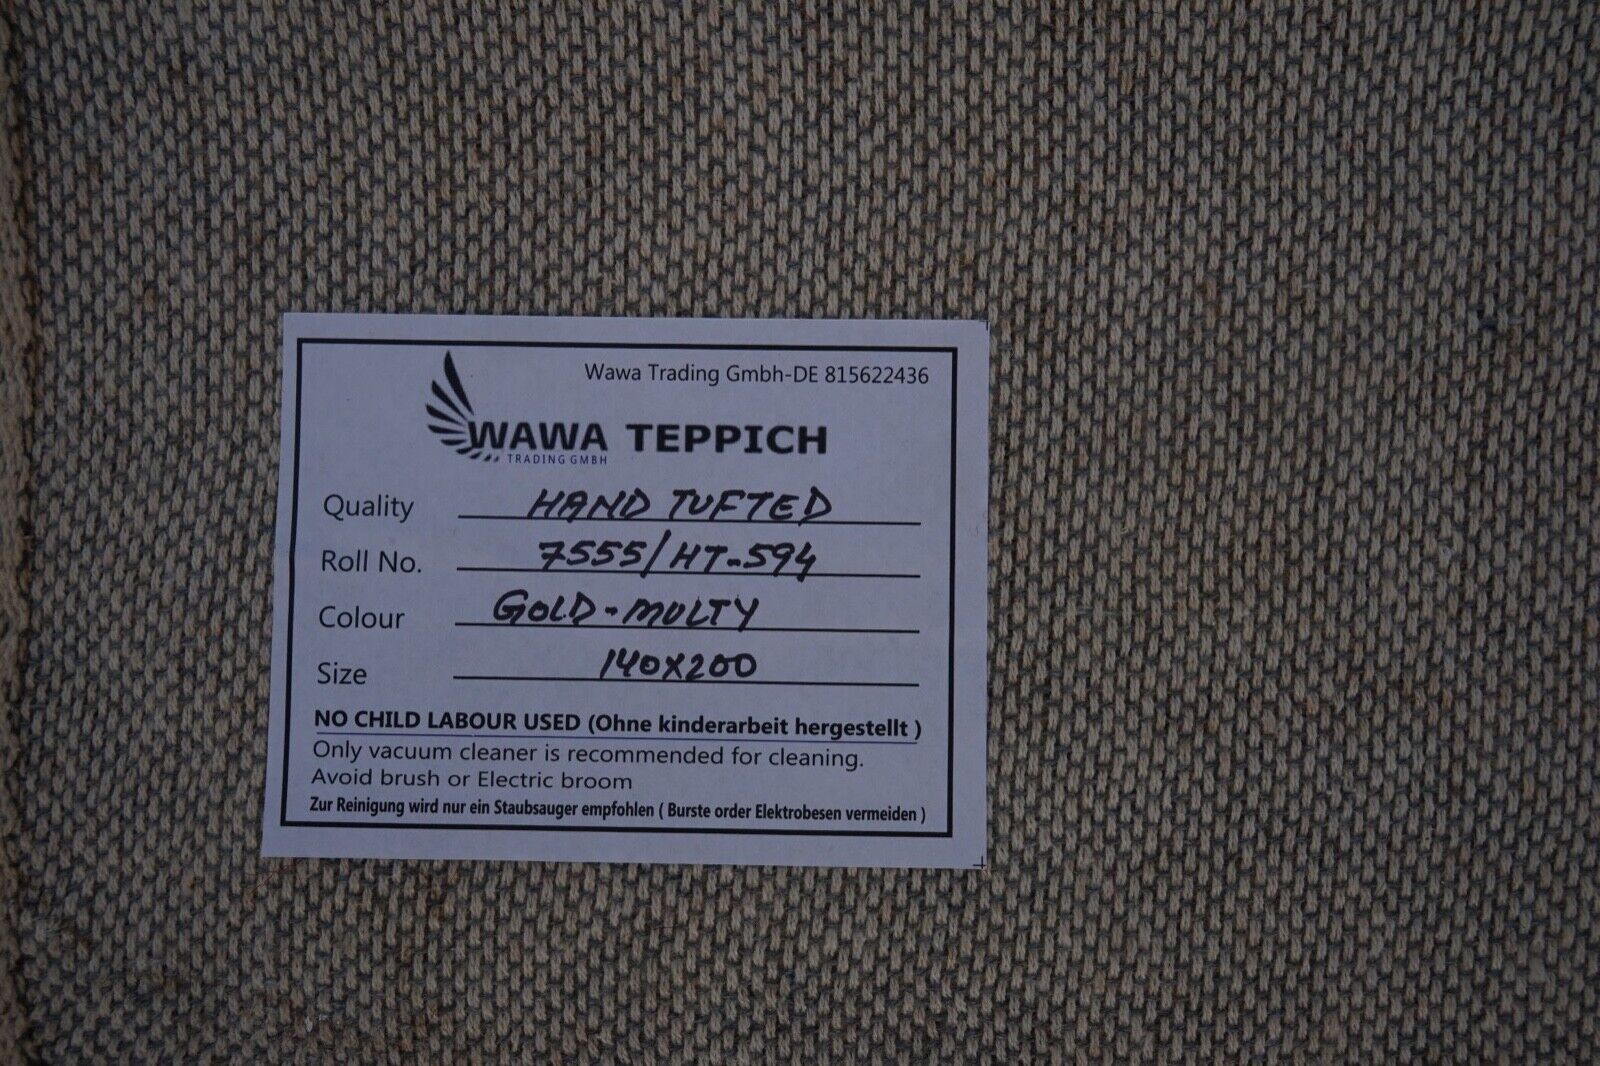 Wawa Trading Gmbh-DE 815622436
WAWA TEPPICH
TRADING GMBH
Quality HAND TUFTED
Roll No. 7555/HT-594
Colour GOLD-MULTY
Size 140X200
NO CHILD LABOUR USED (Ohne kinderarbeit hergestellt )
Only vacuum cleaner is recommended for cleaning.
Avoid brush or Electric broom
Zur Reinigung wird nur ein Staubsauger empfohlen ( Burste order Elektrobesen vermeiden )